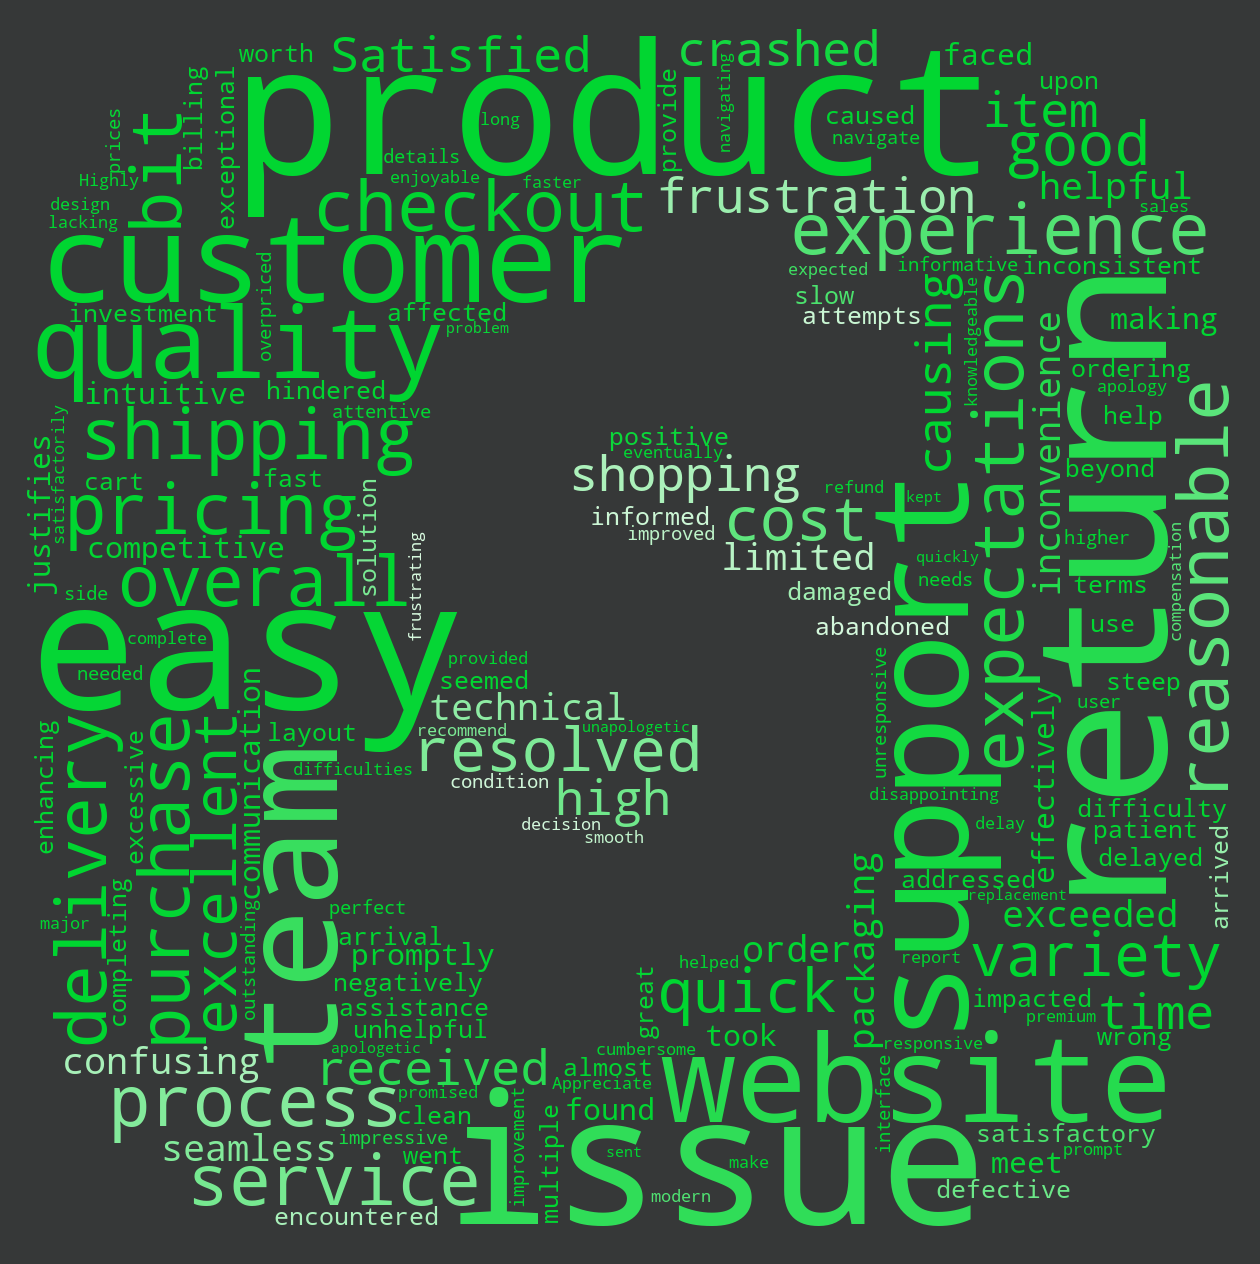 product
Satisfied
crashed
faced
worth
upon
item
good
helpful
caused
navigate
navigating
provide
long
details
enjoyable
faster
billing
exceptional
prices
bit
Highly
design
lacking
checkout
frustration
sales
experience
customer
expected
informative
inconsistent
slow
attempts
causing
knowledgeable
expectations
inconvenience
return
making
ordering
apology
help
beyond
reasonable
investment
overpriced
affected
problem
quality
intuitive
hindered
attentive
shipping
satisfactorily
justifies
cart
fast
pricing
solution
competitive
frustrating
overall
side
positive
eventually
shopping
informed
improved
cost
refund
kept
limited
quickly
needs
damaged
abandoned
support
higher
terms
compensation
use
steep
user
easy
complete
needed
provided
seemed
technical
recommend
unapologetic
resolved
condition
high
decision
smooth
layout
difficulties
communication
team
excellent
purchase
delivery
enhancing
excessive
completing
major
outstanding
unresponsive
disappointing
delay
effectively
difficulty
patient
delayed
arrived
addressed
replacement
exceeded
perfect
arrival
promptly
negatively
assistance
unhelpful
apologetic
received
confusing
process
promised
clean
impressive
seamless
went
service
encountered
improvement
multiple
issue
helped
order
report
variety
packaging
great
quick
impacted
premium
time
took
wrong
cumbersome
almost
Appreciate
found
website
responsive
interface
satisfactory
prompt
meet
defective
sent
make
modern